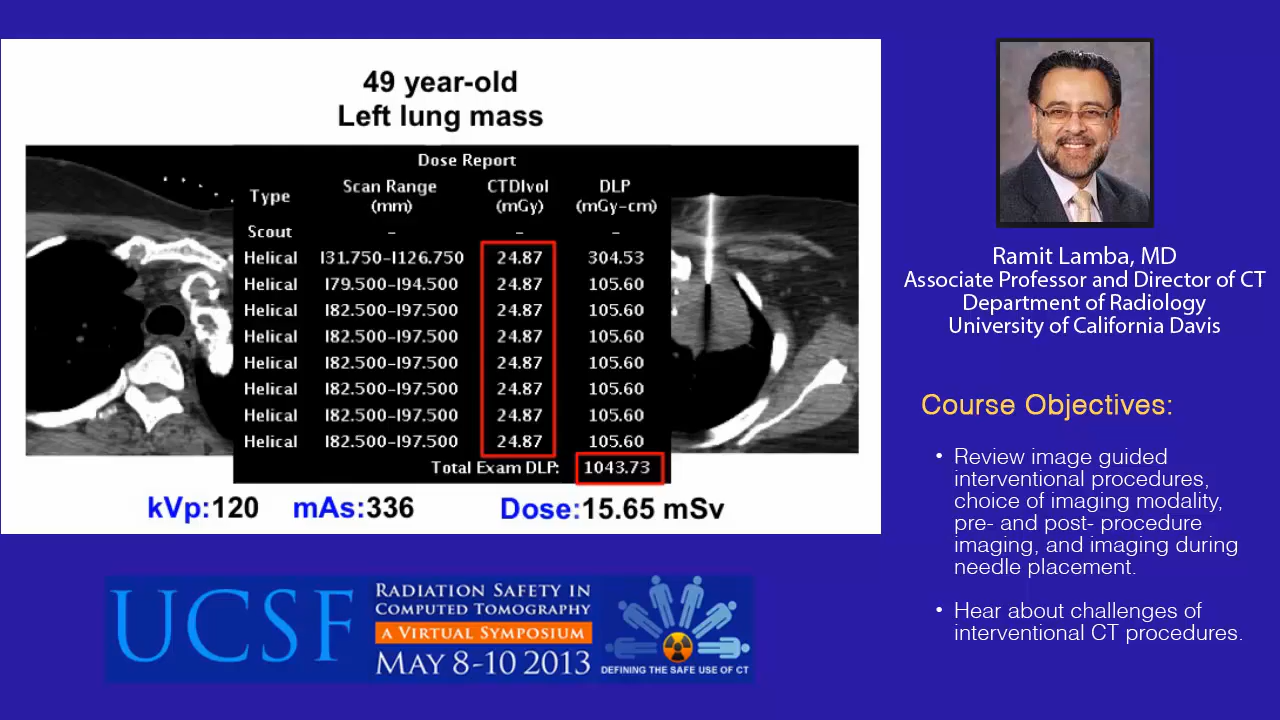 49 year-old
Left lung mass
Dose Report
Type Scan Range (mm) CTDIvol (mGy) DLP (mGy-cm)
Scout – – –
Helical I31.750–I126.750 24.87 304.53
Helical I79.500–I94.500 24.87 105.60
Helical I82.500–I97.500 24.87 105.60
Helical I82.500–I97.500 24.87 105.60
Helical I82.500–I97.500 24.87 105.60
Helical I82.500–I97.500 24.87 105.60
Helical I82.500–I97.500 24.87 105.60
Helical I82.500–I97.500 24.87 105.60
Total Exam DLP: 1043.73
kVp:120 mAs:336 Dose:15.65 mSv
Ramit Lamba, MD
Associate Professor and Director of CT
Department of Radiology
University of California Davis
Course Objectives:
• Review image guided
interventional procedures,
choice of imaging modality,
pre- and post- procedure
imaging, and imaging during
needle placement.
• Hear about challenges of
interventional CT procedures.
UCSF
Radiation Safety in
Computed Tomography
a Virtual Symposium
May 8-10 2013
DEFINING THE SAFE USE OF CT